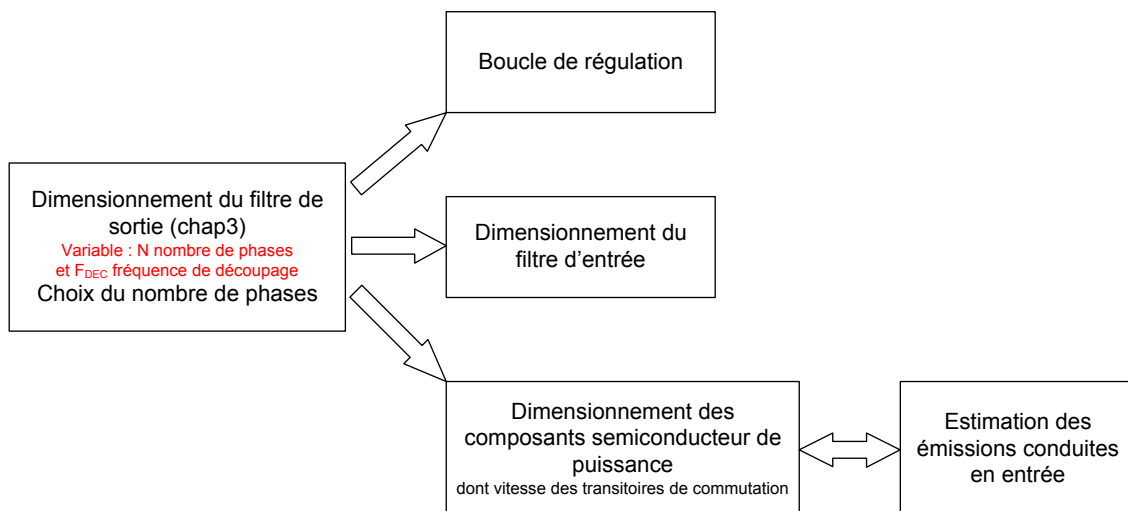 Boucle de régulation
Dimensionnement du filtre de
sortie (chap3)
Variable : N nombre de phases
et FDEC fréquence de découpage
Choix du nombre de phases
Dimensionnement du
filtre d’entrée
Dimensionnement des
composants semiconducteur de
puissance
dont vitesse des transitoires de commutation
Estimation des
émissions conduites
en entrée